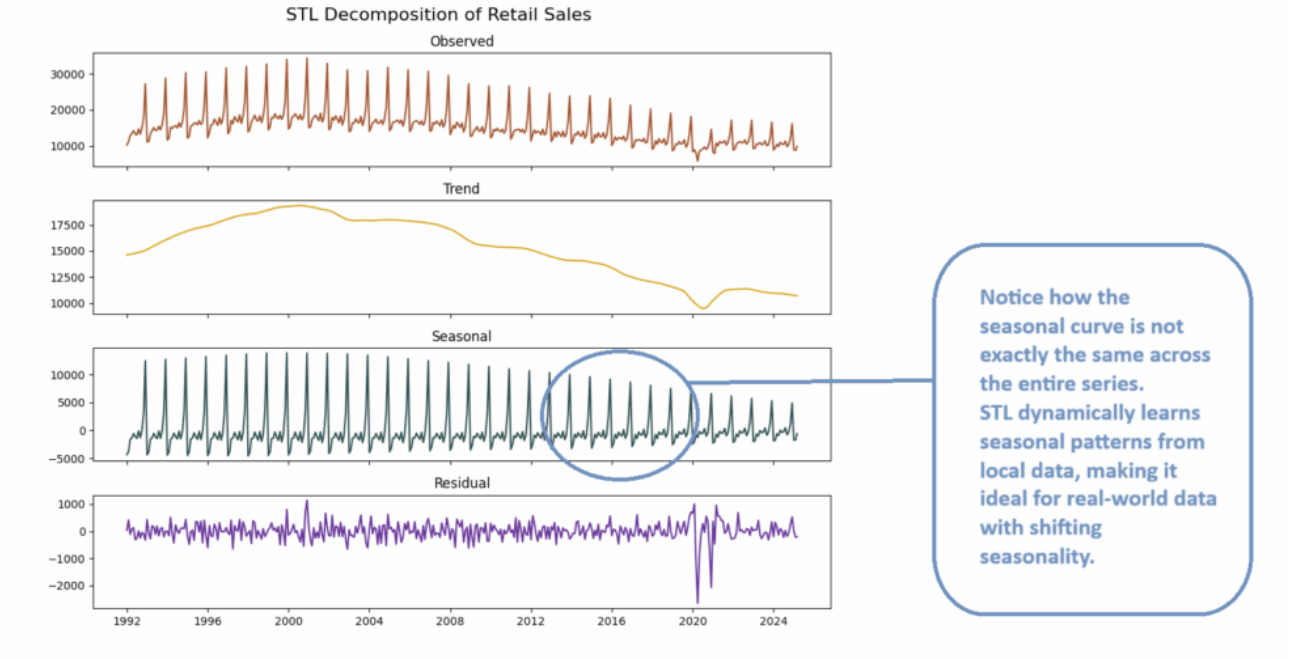 STL Decomposition of Retail Sales
Observed
30000
20000
10000
Trend
17500
15000
12500
10000
Seasonal
10000
5000
0
−5000
Notice how the
seasonal curve is not
exactly the same across
the entire series.
STL dynamically learns
seasonal patterns from
local data, making it
ideal for real-world data
with shifting
seasonality.
Residual
1000
0
−1000
−2000
1992 1996 2000 2004 2008 2012 2016 2020 2024